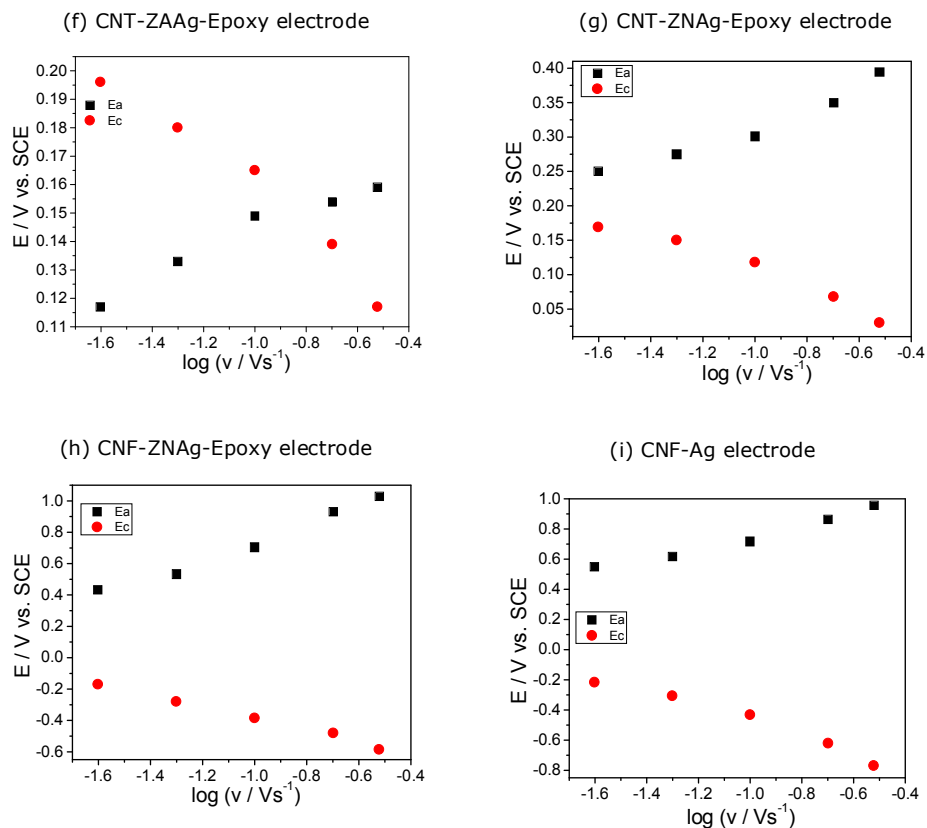 (f) CNT-ZAAg-Epoxy electrode
0.20
0.19
0.18
0.17
0.16
0.15
0.14
0.13
0.12
0.11
E / V vs. SCE
Ea
Ec
-1.6 -1.4 -1.2 -1.0 -0.8 -0.6 -0.4
log (v / Vs⁻¹)
(g) CNT-ZNAg-Epoxy electrode
0.40
0.35
0.30
0.25
0.20
0.15
0.10
0.05
E / V vs. SCE
Ea
Ec
-1.6 -1.4 -1.2 -1.0 -0.8 -0.6 -0.4
log (v / Vs⁻¹)
(h) CNF-ZNAg-Epoxy electrode
1.0
0.8
0.6
0.4
0.2
0.0
-0.2
-0.4
-0.6
E / V vs. SCE
Ea
Ec
-1.6 -1.4 -1.2 -1.0 -0.8 -0.6 -0.4
log (v / Vs⁻¹)
(i) CNF-Ag electrode
1.0
0.8
0.6
0.4
0.2
0.0
-0.2
-0.4
-0.6
-0.8
E / V vs. SCE
Ea
Ec
-1.6 -1.4 -1.2 -1.0 -0.8 -0.6 -0.4
log (v / Vs⁻¹)